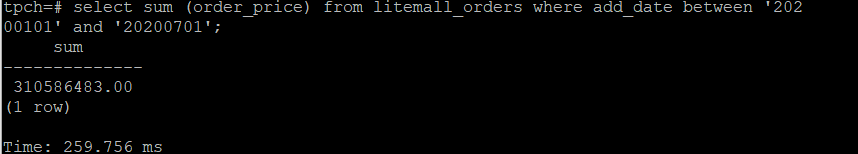 tpch=# select sum (order_price) from litemall_orders where add_date between '202
00101' and '20200701';
sum
--------------
310586483.00
(1 row)
Time: 259.756 ms